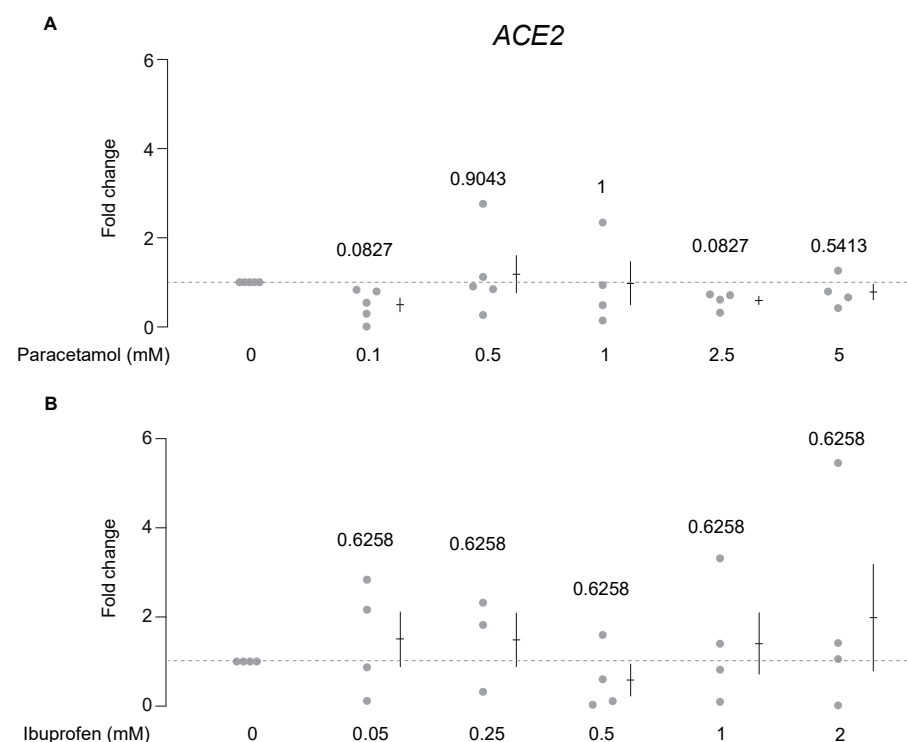 A
ACE2
6
4
2
0
Fold change
0.0827
0.9043
1
0.0827
0.5413
Paracetamol (mM) 0 0.1 0.5 1 2.5 5
B
6
4
2
0
Fold change
0.6258
0.6258
0.6258
0.6258
0.6258
Ibuprofen (mM) 0 0.05 0.25 0.5 1 2